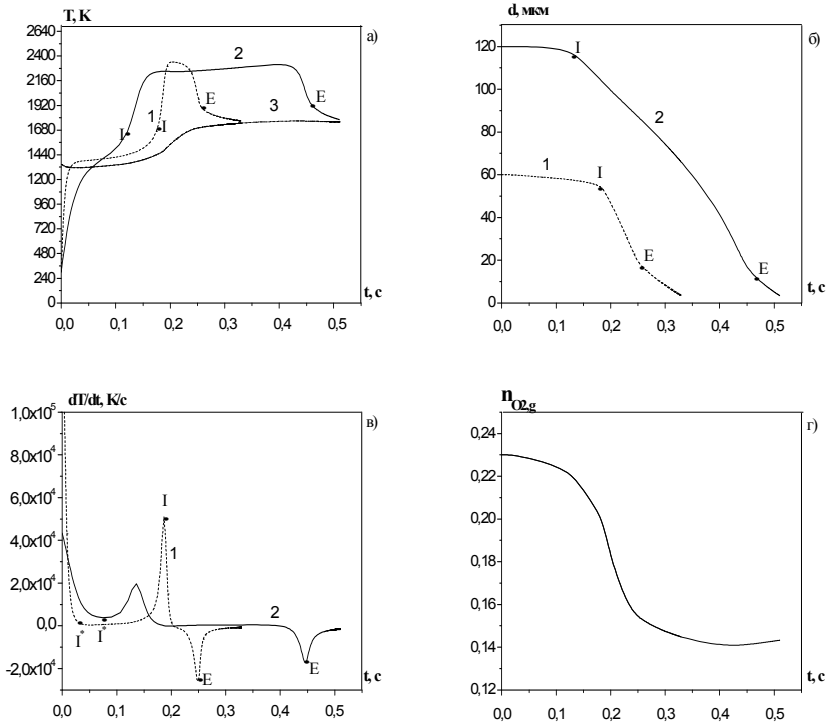 T, K
а)
2640
2400
2160
1920
1680
1440
1200
960
720
480
240
0
2
1
3
I
I
E
E
t, c
0,0 0,1 0,2 0,3 0,4 0,5
d, мкм
б)
120
100
80
60
40
20
0
I
2
1
I
E
E
t, c
0,0 0,1 0,2 0,3 0,4 0,5
dT/dt, K/c
в)
1,0x10⁵
8,0x10⁴
6,0x10⁴
4,0x10⁴
2,0x10⁴
0,0
-2,0x10⁴
I
1
2
I*
I*
E
E
t, c
0,0 0,1 0,2 0,3 0,4 0,5
n O2,g
г)
0,24
0,22
0,20
0,18
0,16
0,14
0,12
t, c
0,0 0,1 0,2 0,3 0,4 0,5